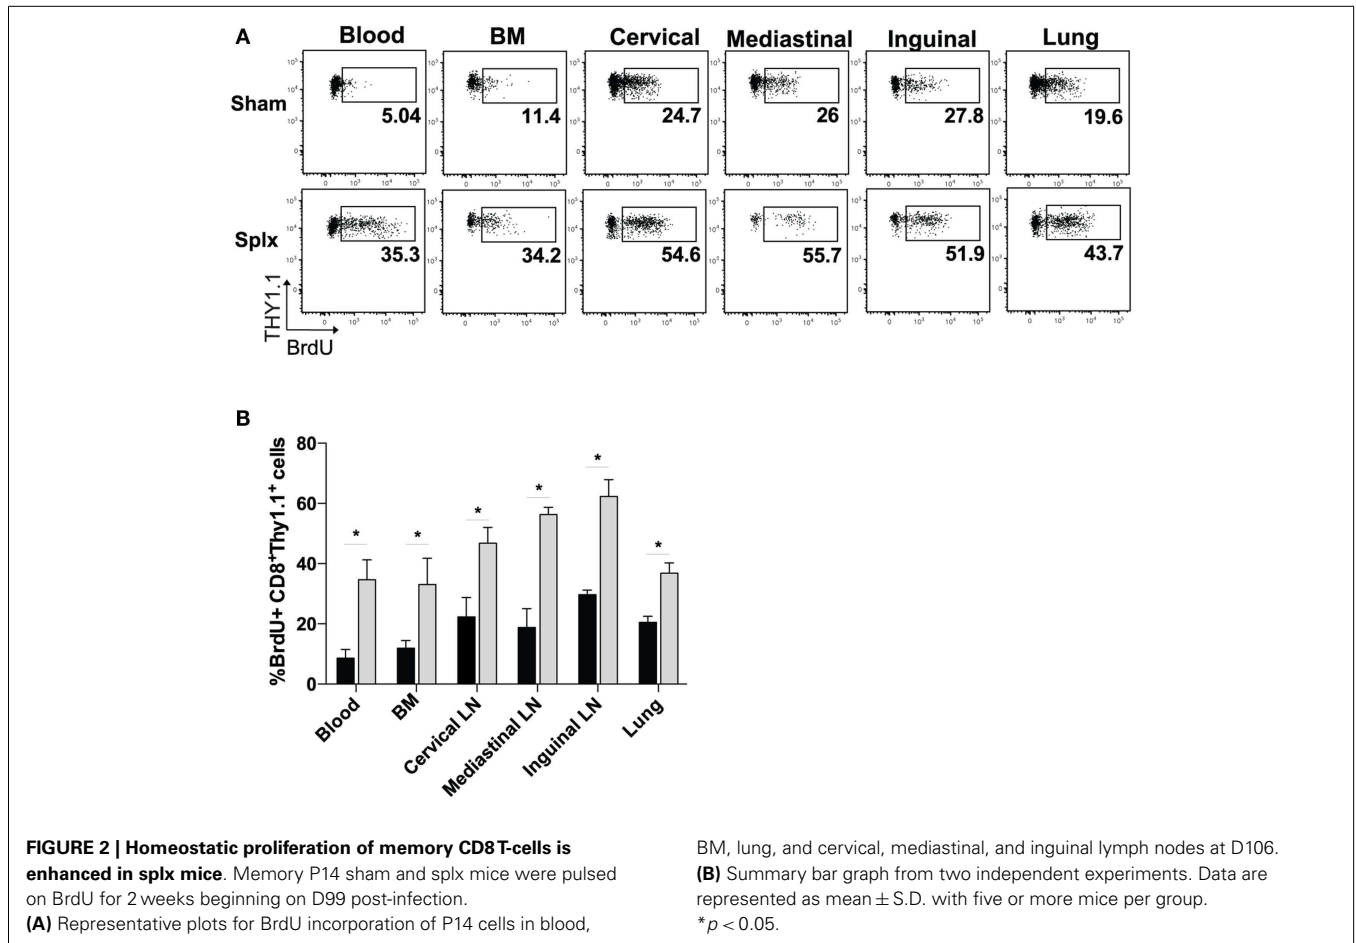 A
Blood BM Cervical Mediastinal Inguinal Lung
Sham
5.04 11.4 24.7 26 27.8 19.6
Splx
35.3 34.2 54.6 55.7 51.9 43.7
THY1.1
BrdU
B
%BrdU+ CD8⁺Thy1.1⁺ cells
80
60
40
20
0
* * * * * *
Blood BM Cervical LN Mediastinal LN Inguinal LN Lung
FIGURE 2 | Homeostatic proliferation of memory CD8 T-cells is
enhanced in splx mice. Memory P14 sham and splx mice were pulsed
on BrdU for 2 weeks beginning on D99 post-infection.
(A) Representative plots for BrdU incorporation of P14 cells in blood,
BM, lung, and cervical, mediastinal, and inguinal lymph nodes at D106.
(B) Summary bar graph from two independent experiments. Data are
represented as mean ± S.D. with five or more mice per group.
*p < 0.05.